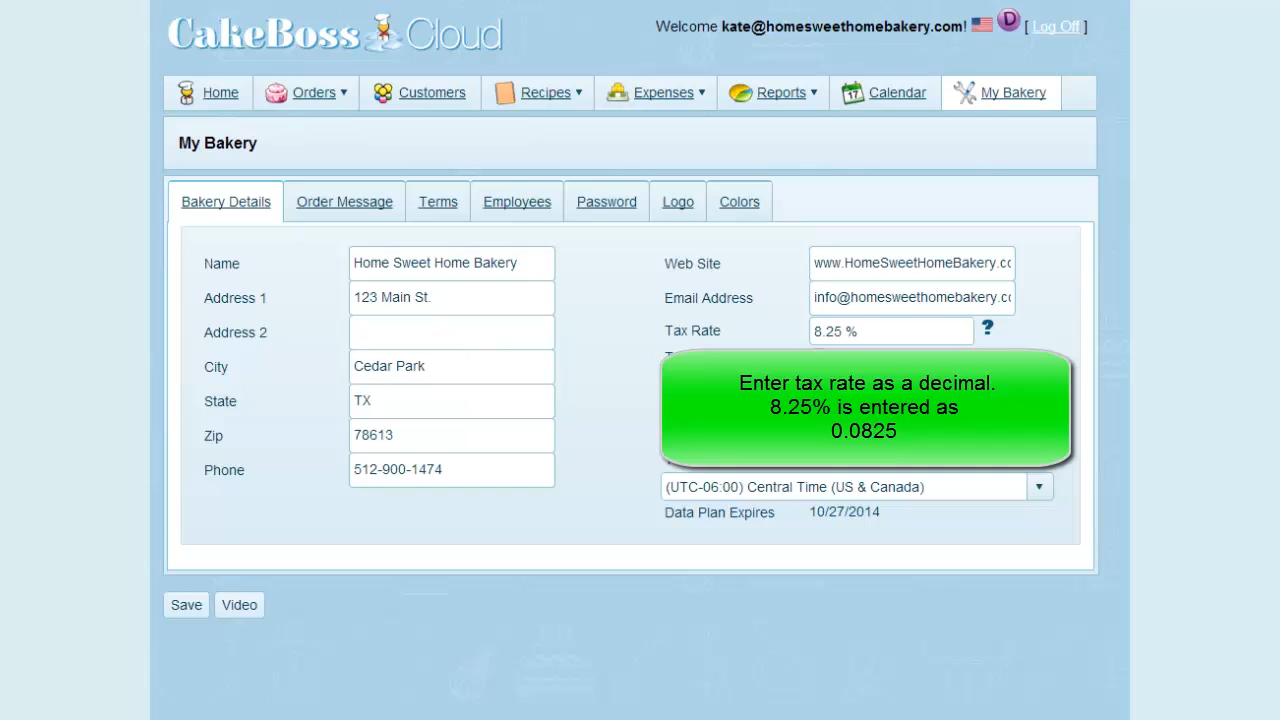 CakeBoss Cloud
Welcome kate@homesweethomebakery.com! D [ Log Off ]
Home Orders Customers Recipes Expenses Reports 17 Calendar My Bakery
My Bakery
Bakery Details Order Message Terms Employees Password Logo Colors
Name Home Sweet Home Bakery
Address 1 123 Main St.
Address 2
City Cedar Park
State TX
Zip 78613
Phone 512-900-1474
Web Site www.HomeSweetHomeBakery.co
Email Address info@homesweethomebakery.co
Tax Rate 8.25 % ?
Enter tax rate as a decimal.
8.25% is entered as
0.0825
(UTC-06:00) Central Time (US & Canada)
Data Plan Expires 10/27/2014
Save Video